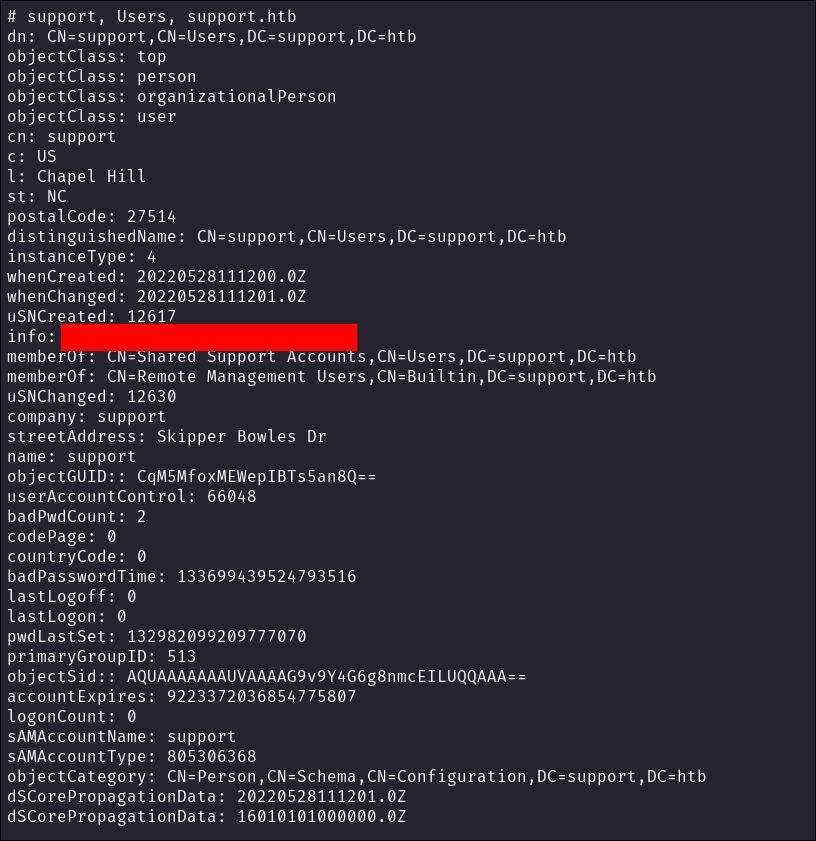 # support, Users, support.htb
dn: CN=support,CN=Users,DC=support,DC=htb
objectClass: top
objectClass: person
objectClass: organizationalPerson
objectClass: user
cn: support
c: US
l: Chapel Hill
st: NC
postalCode: 27514
distinguishedName: CN=support,CN=Users,DC=support,DC=htb
instanceType: 4
whenCreated: 20220528111200.0Z
whenChanged: 20220528111201.0Z
uSNCreated: 12617
info:
memberOf: CN=Shared Support Accounts,CN=Users,DC=support,DC=htb
memberOf: CN=Remote Management Users,CN=Builtin,DC=support,DC=htb
uSNChanged: 12630
company: support
streetAddress: Skipper Bowles Dr
name: support
objectGUID:: CqM5MfoxMEWepIBTs5an8Q==
userAccountControl: 66048
badPwdCount: 2
codePage: 0
countryCode: 0
badPasswordTime: 133699439524793516
lastLogoff: 0
lastLogon: 0
pwdLastSet: 132982099209777070
primaryGroupID: 513
objectSid:: AQUAAAAAAAUVAAAAG9v9Y4G6g8nmcEILUQQAAA==
accountExpires: 9223372036854775807
logonCount: 0
sAMAccountName: support
sAMAccountType: 805306368
objectCategory: CN=Person,CN=Schema,CN=Configuration,DC=support,DC=htb
dSCorePropagationData: 20220528111201.0Z
dSCorePropagationData: 16010101000000.0Z